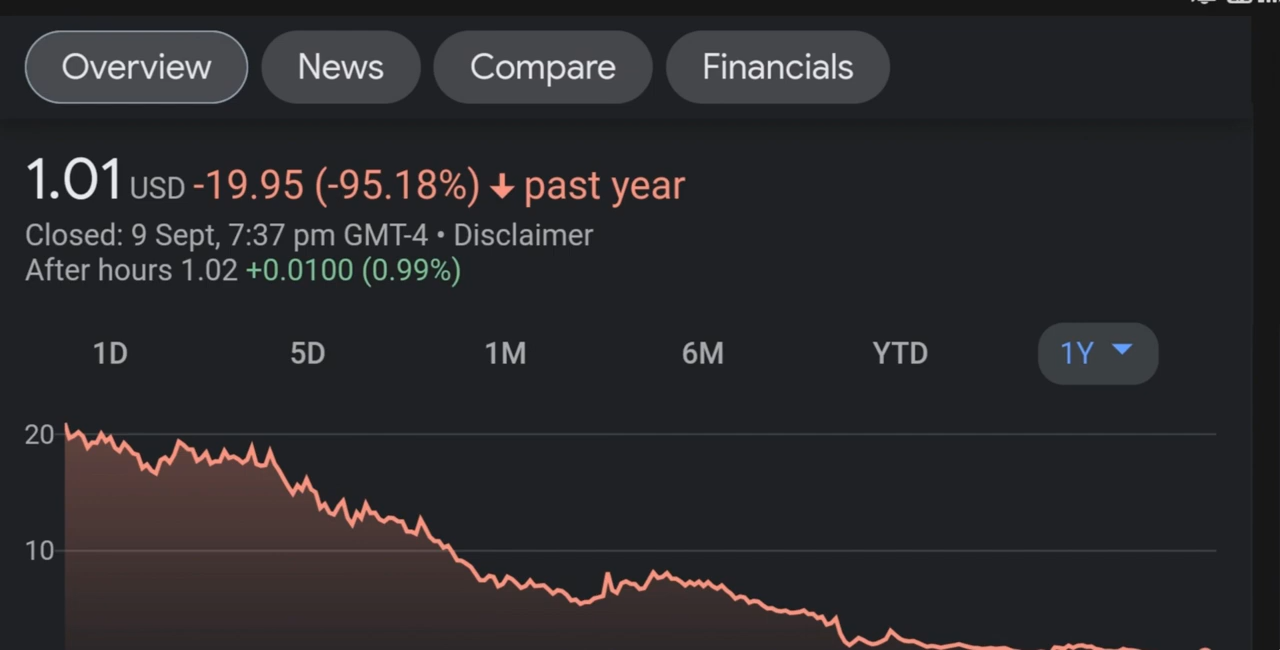 Overview News Compare Financials
1.01 USD -19.95 (-95.18%) ↓ past year
Closed: 9 Sept, 7:37 pm GMT-4 • Disclaimer
After hours 1.02 +0.0100 (0.99%)
1D 5D 1M 6M YTD 1Y
20
10